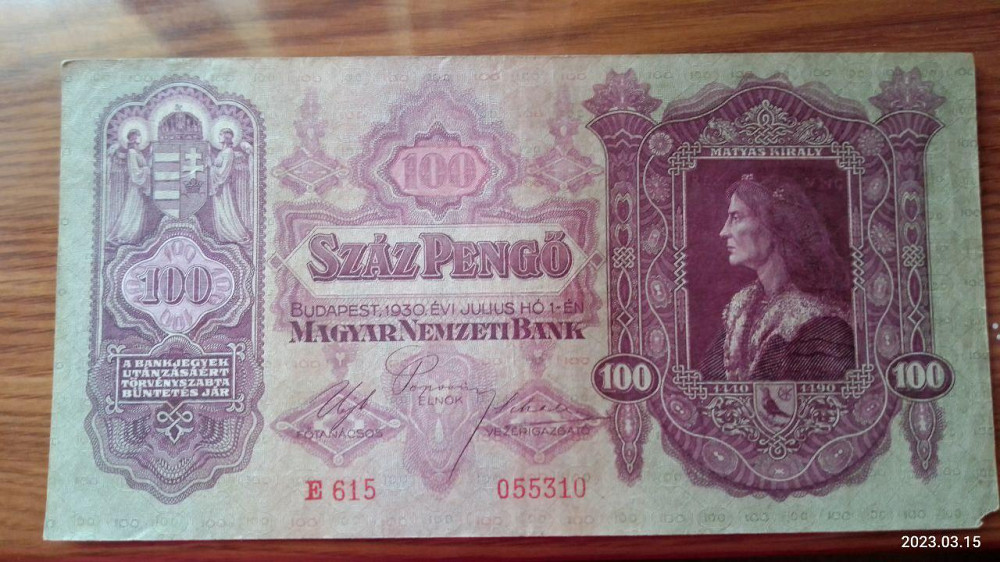 100
A BANKJEGYEK
UTÁNZÁSÁÉRT
TÖRVÉNYSZABTA
BÜNTETÉS JÁR
100
SZÁZ PENGŐ
BUDAPEST, 1930. ÉVI JULIUS HÓ 1-ÉN
MAGYAR NEMZETI BANK
ELNÖK
FŐTANÁCSOS
VEZÉRIGAZGATÓ
E 615
055310
MÁTYÁS KIRÁLY
100
100
1440
1490
2023.03.15